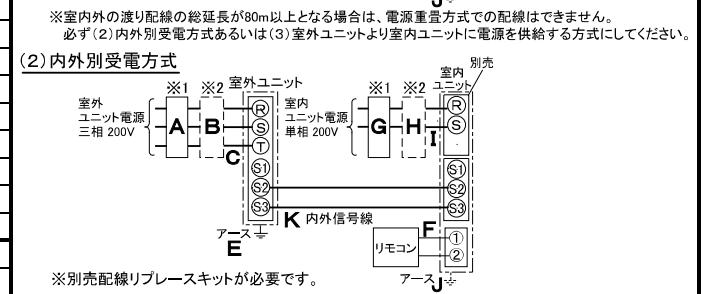 ※室内外の渡り配線の総延長が80m以上となる場合は、電源重畳方式での配線はできません。
必ず(2)内外別受電方式あるいは(3)室外ユニットより室内ユニットに電源を供給する方式にしてください。
(2)内外別受電方式
別売
※1 ※2 室外ユニット
※1 ※2 室内
ユニット
室外
ユニット電源
三相 200V
A B
R
S
T
C
室内
ユニット電源
単相 200V
G H I
R
S
S1
S2
S3
S1
S2
S3
K 内外信号線
アース
E
リモコン
F
①
②
アース J
※別売配線リプレースキットが必要です。